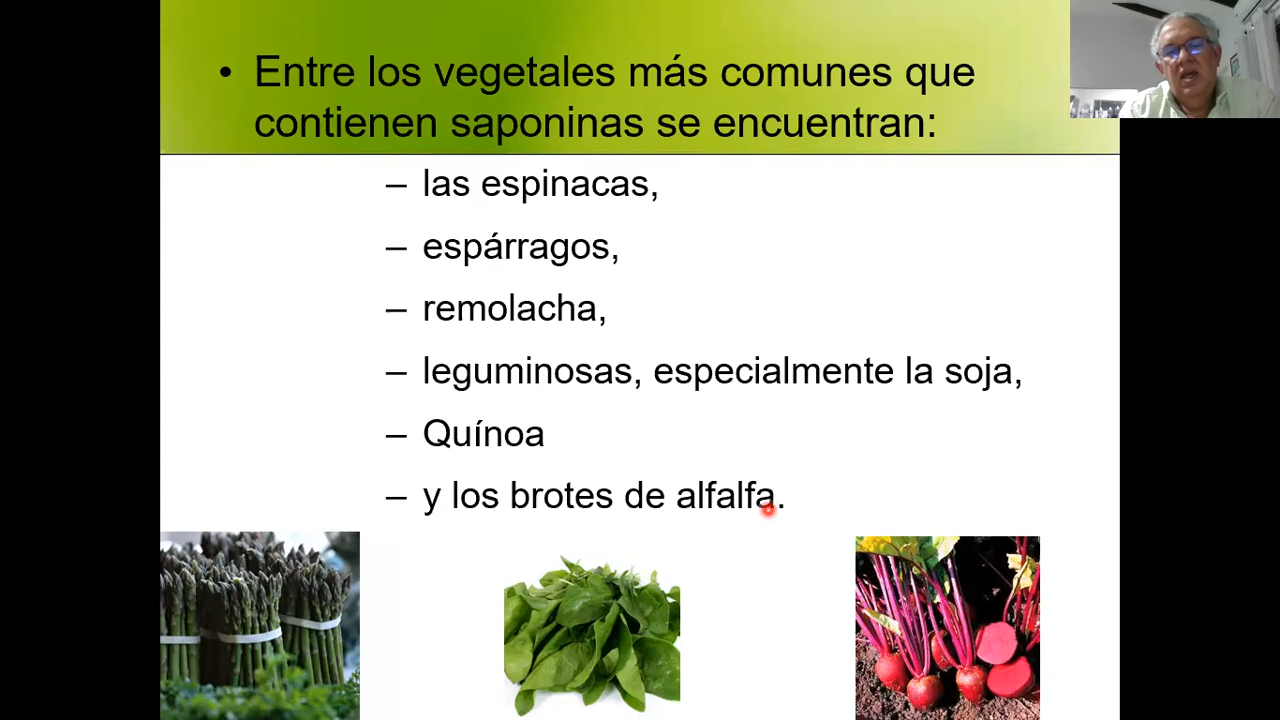 • Entre los vegetales más comunes que
contienen saponinas se encuentran:
– las espinacas,
– espárragos,
– remolacha,
– leguminosas, especialmente la soja,
– Quínoa
– y los brotes de alfalfa.